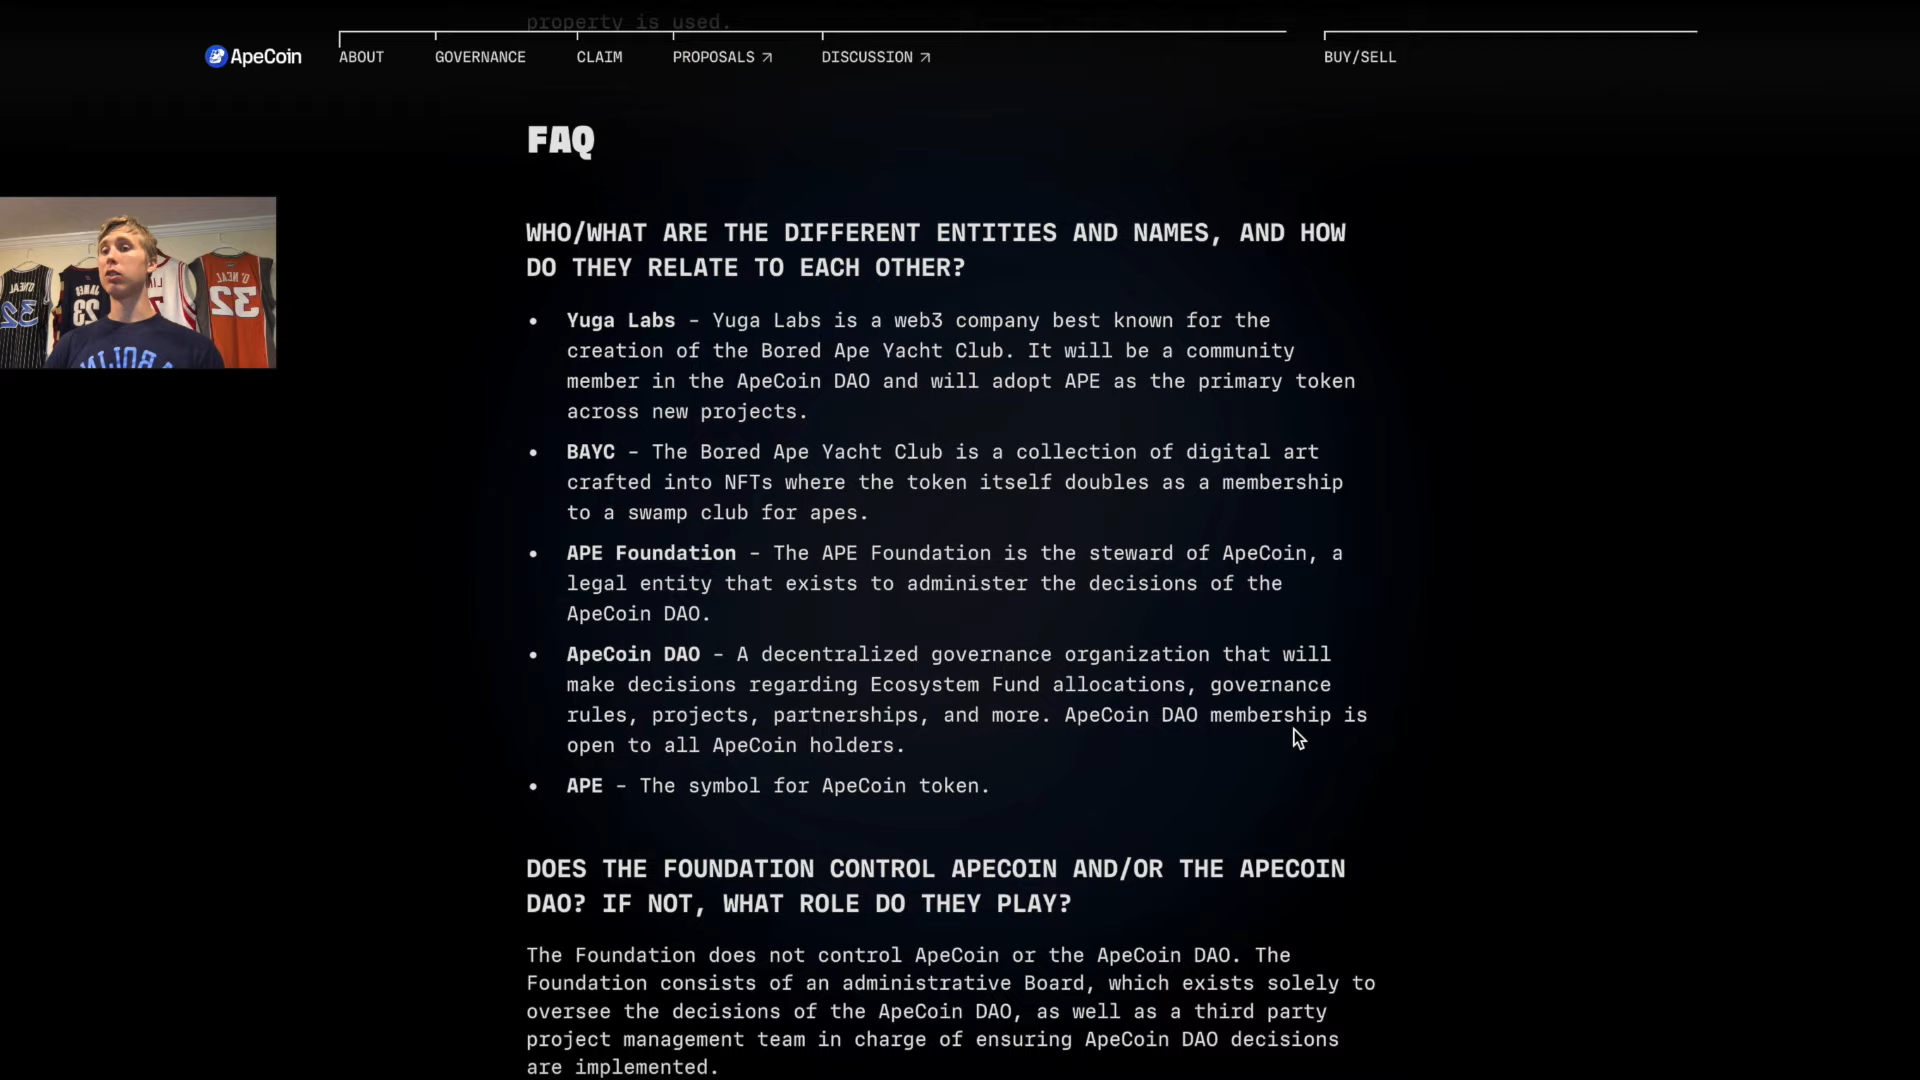 property is used.
ApeCoin
ABOUT
GOVERNANCE
CLAIM
PROPOSALS ↗
DISCUSSION ↗
BUY/SELL
FAQ
WHO/WHAT ARE THE DIFFERENT ENTITIES AND NAMES, AND HOW
DO THEY RELATE TO EACH OTHER?
• Yuga Labs – Yuga Labs is a web3 company best known for the
creation of the Bored Ape Yacht Club. It will be a community
member in the ApeCoin DAO and will adopt APE as the primary token
across new projects.
• BAYC – The Bored Ape Yacht Club is a collection of digital art
crafted into NFTs where the token itself doubles as a membership
to a swamp club for apes.
• APE Foundation – The APE Foundation is the steward of ApeCoin, a
legal entity that exists to administer the decisions of the
ApeCoin DAO.
• ApeCoin DAO – A decentralized governance organization that will
make decisions regarding Ecosystem Fund allocations, governance
rules, projects, partnerships, and more. ApeCoin DAO membership is
open to all ApeCoin holders.
• APE – The symbol for ApeCoin token.
DOES THE FOUNDATION CONTROL APECOIN AND/OR THE APECOIN
DAO? IF NOT, WHAT ROLE DO THEY PLAY?
The Foundation does not control ApeCoin or the ApeCoin DAO. The
Foundation consists of an administrative Board, which exists solely to
oversee the decisions of the ApeCoin DAO, as well as a third party
project management team in charge of ensuring ApeCoin DAO decisions
are implemented.
O'NEAL
32
JAMES
23
O'NEAL
32